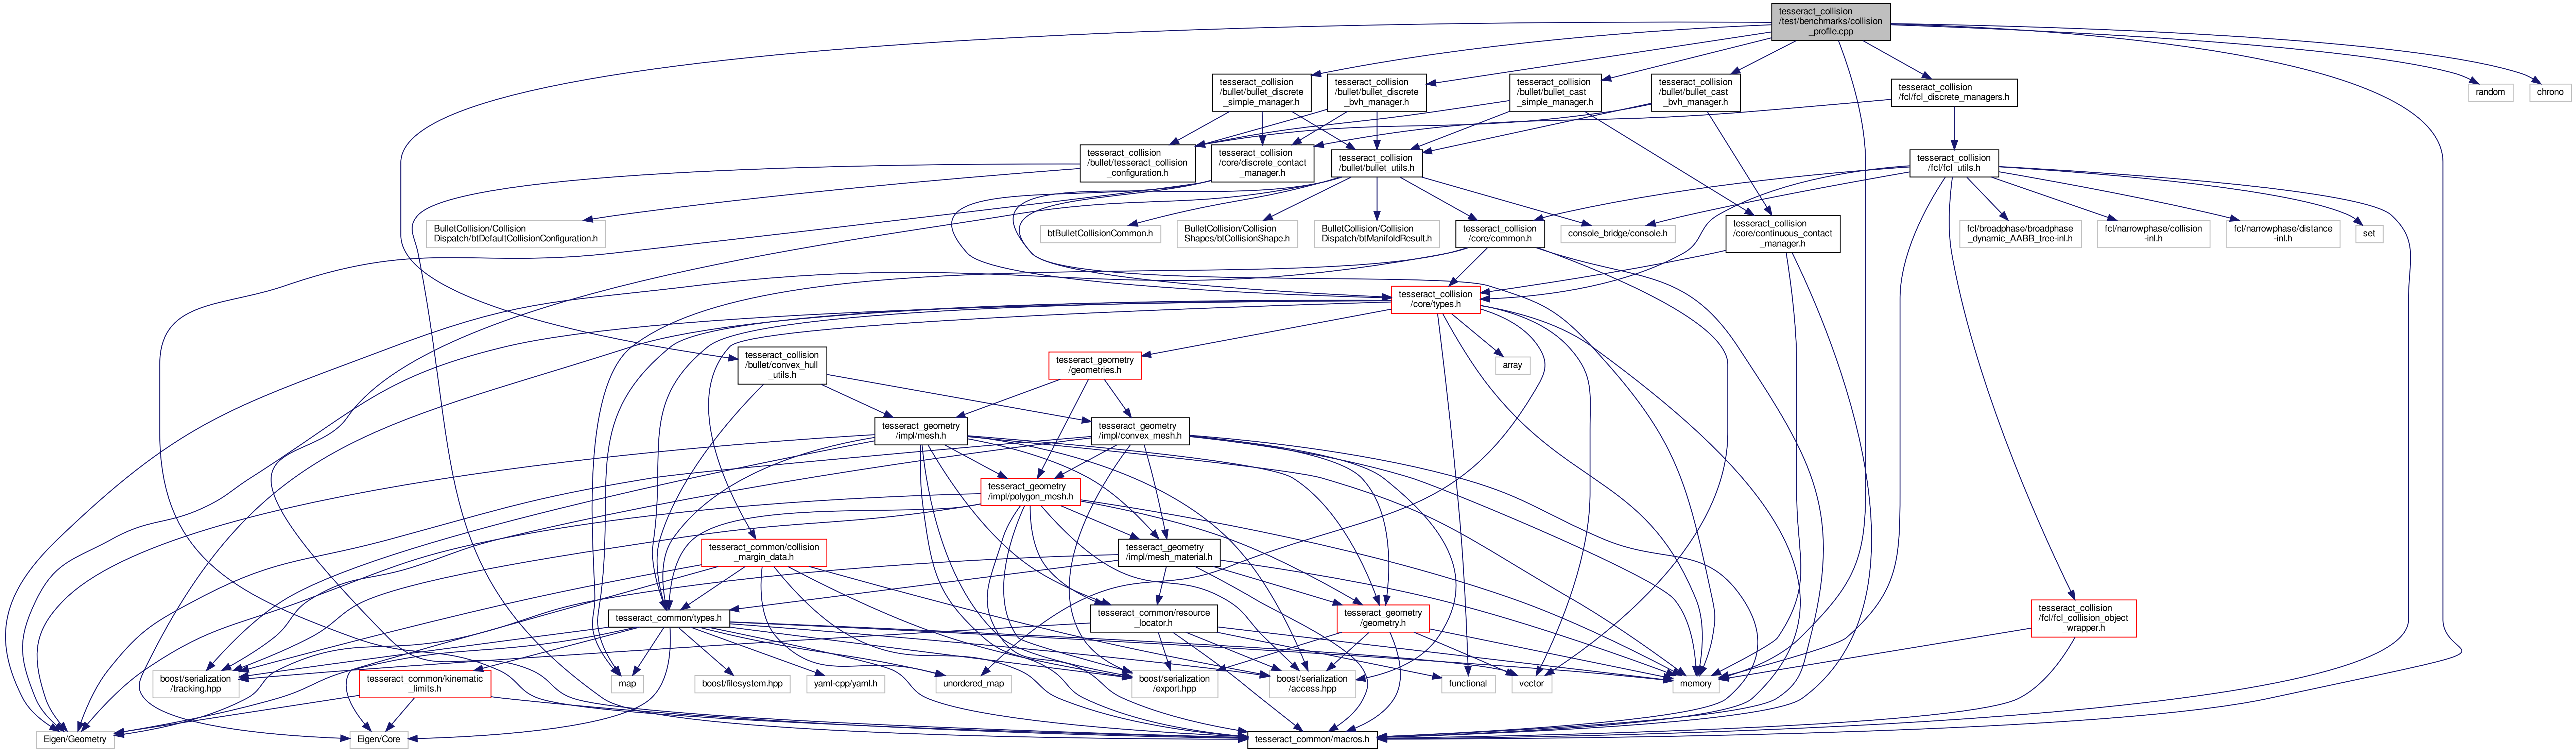 tesseract_collision
/test/benchmarks/collision
_profile.cpp
tesseract_collision
/bullet/bullet_discrete
_simple_manager.h
tesseract_collision
/bullet/bullet_discrete
_bvh_manager.h
tesseract_collision
/bullet/bullet_cast
_simple_manager.h
tesseract_collision
/bullet/bullet_cast
_bvh_manager.h
tesseract_collision
/fcl/fcl_discrete_managers.h
random
chrono
tesseract_collision
/bullet/tesseract_collision
_configuration.h
tesseract_collision
/core/discrete_contact
_manager.h
tesseract_collision
/bullet/bullet_utils.h
tesseract_collision
/fcl/fcl_utils.h
BulletCollision/Collision
Dispatch/btDefaultCollisionConfiguration.h
btBulletCollisionCommon.h
BulletCollision/Collision
Shapes/btCollisionShape.h
BulletCollision/Collision
Dispatch/btManifoldResult.h
tesseract_collision
/core/common.h
console_bridge/console.h
tesseract_collision
/core/continuous_contact
_manager.h
fcl/broadphase/broadphase
_dynamic_AABB_tree-inl.h
fcl/narrowphase/collision
-inl.h
fcl/narrowphase/distance
-inl.h
set
tesseract_collision
/core/types.h
tesseract_collision
/bullet/convex_hull
_utils.h
tesseract_geometry
/geometries.h
array
tesseract_geometry
/impl/mesh.h
tesseract_geometry
/impl/convex_mesh.h
tesseract_geometry
/impl/polygon_mesh.h
tesseract_common/collision
_margin_data.h
tesseract_geometry
/impl/mesh_material.h
tesseract_common/types.h
tesseract_common/resource
_locator.h
tesseract_geometry
/geometry.h
tesseract_collision
/fcl/fcl_collision_object
_wrapper.h
boost/serialization
/tracking.hpp
tesseract_common/kinematic
_limits.h
map
boost/filesystem.hpp
yaml-cpp/yaml.h
unordered_map
boost/serialization
/export.hpp
boost/serialization
/access.hpp
functional
vector
memory
Eigen/Geometry
Eigen/Core
tesseract_common/macros.h